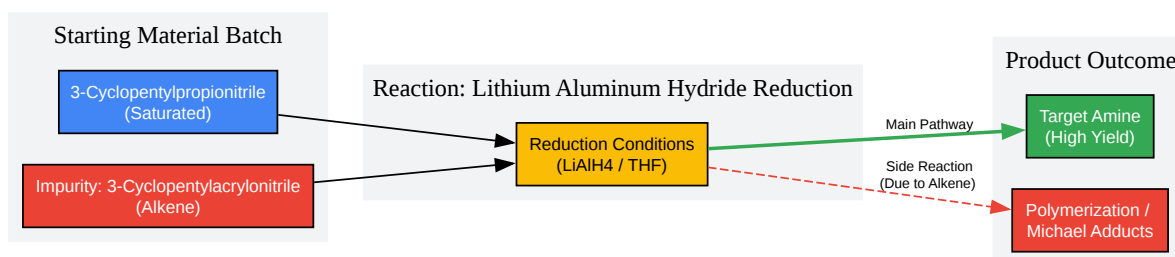 Starting Material Batch
3-Cyclopentylpropionitrile
(Saturated)
Impurity: 3-Cyclopentylacrylonitrile
(Alkene)
Reaction: Lithium Aluminum Hydride Reduction
Reduction Conditions
(LiAlH4 / THF)
Main Pathway
Side Reaction
(Due to Alkene)
Product Outcome
Target Amine
(High Yield)
Polymerization /
Michael Adducts